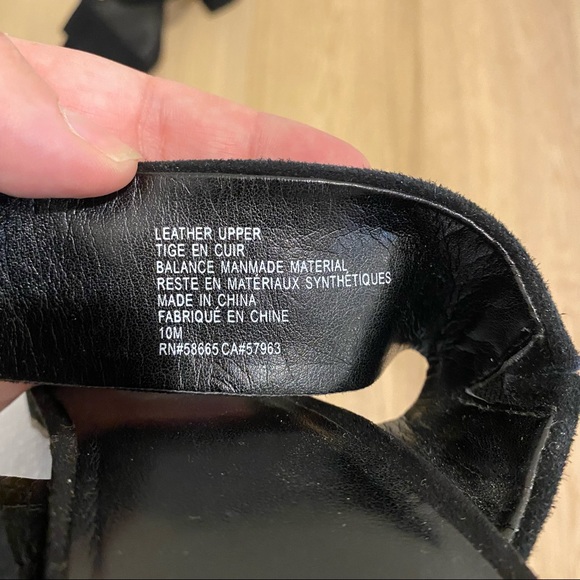 LEATHER UPPER
TIGE EN CUIR
BALANCE MANMADE MATERIAL
RESTE EN MATÉRIAUX SYNTHÉTIQUES
MADE IN CHINA
FABRIQUÉ EN CHINE
10M
RN#58665 CA#57963